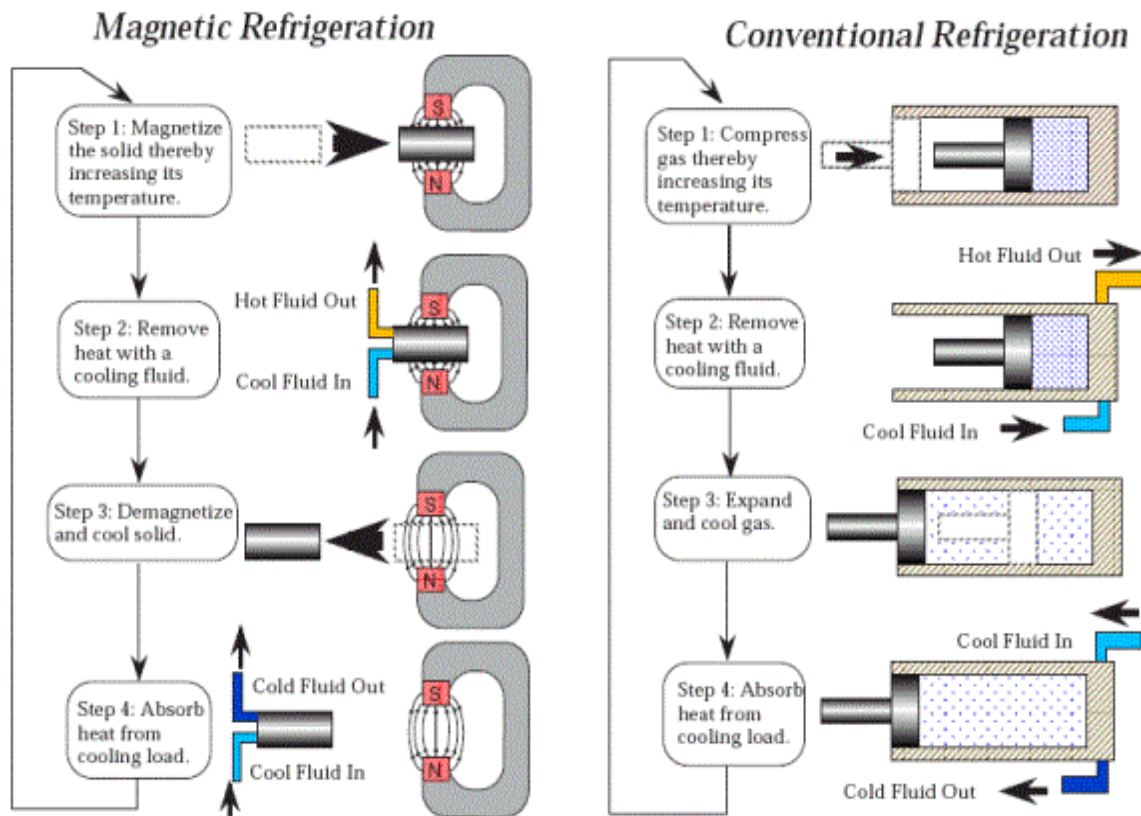 Magnetic Refrigeration
Step 1: Magnetize
the solid thereby
increasing its
temperature.
S
N
Hot Fluid Out
Step 2: Remove
heat with a
cooling fluid.
Cool Fluid In
S
N
Step 3: Demagnetize
and cool solid.
S
N
Cold Fluid Out
Step 4: Absorb
heat from
cooling load.
Cool Fluid In
S
N
Conventional Refrigeration
Step 1: Compress
gas thereby
increasing its
temperature.
Hot Fluid Out
Step 2: Remove
heat with a
cooling fluid.
Cool Fluid In
Step 3: Expand
and cool gas.
Cool Fluid In
Step 4: Absorb
heat from
cooling load.
Cold Fluid Out